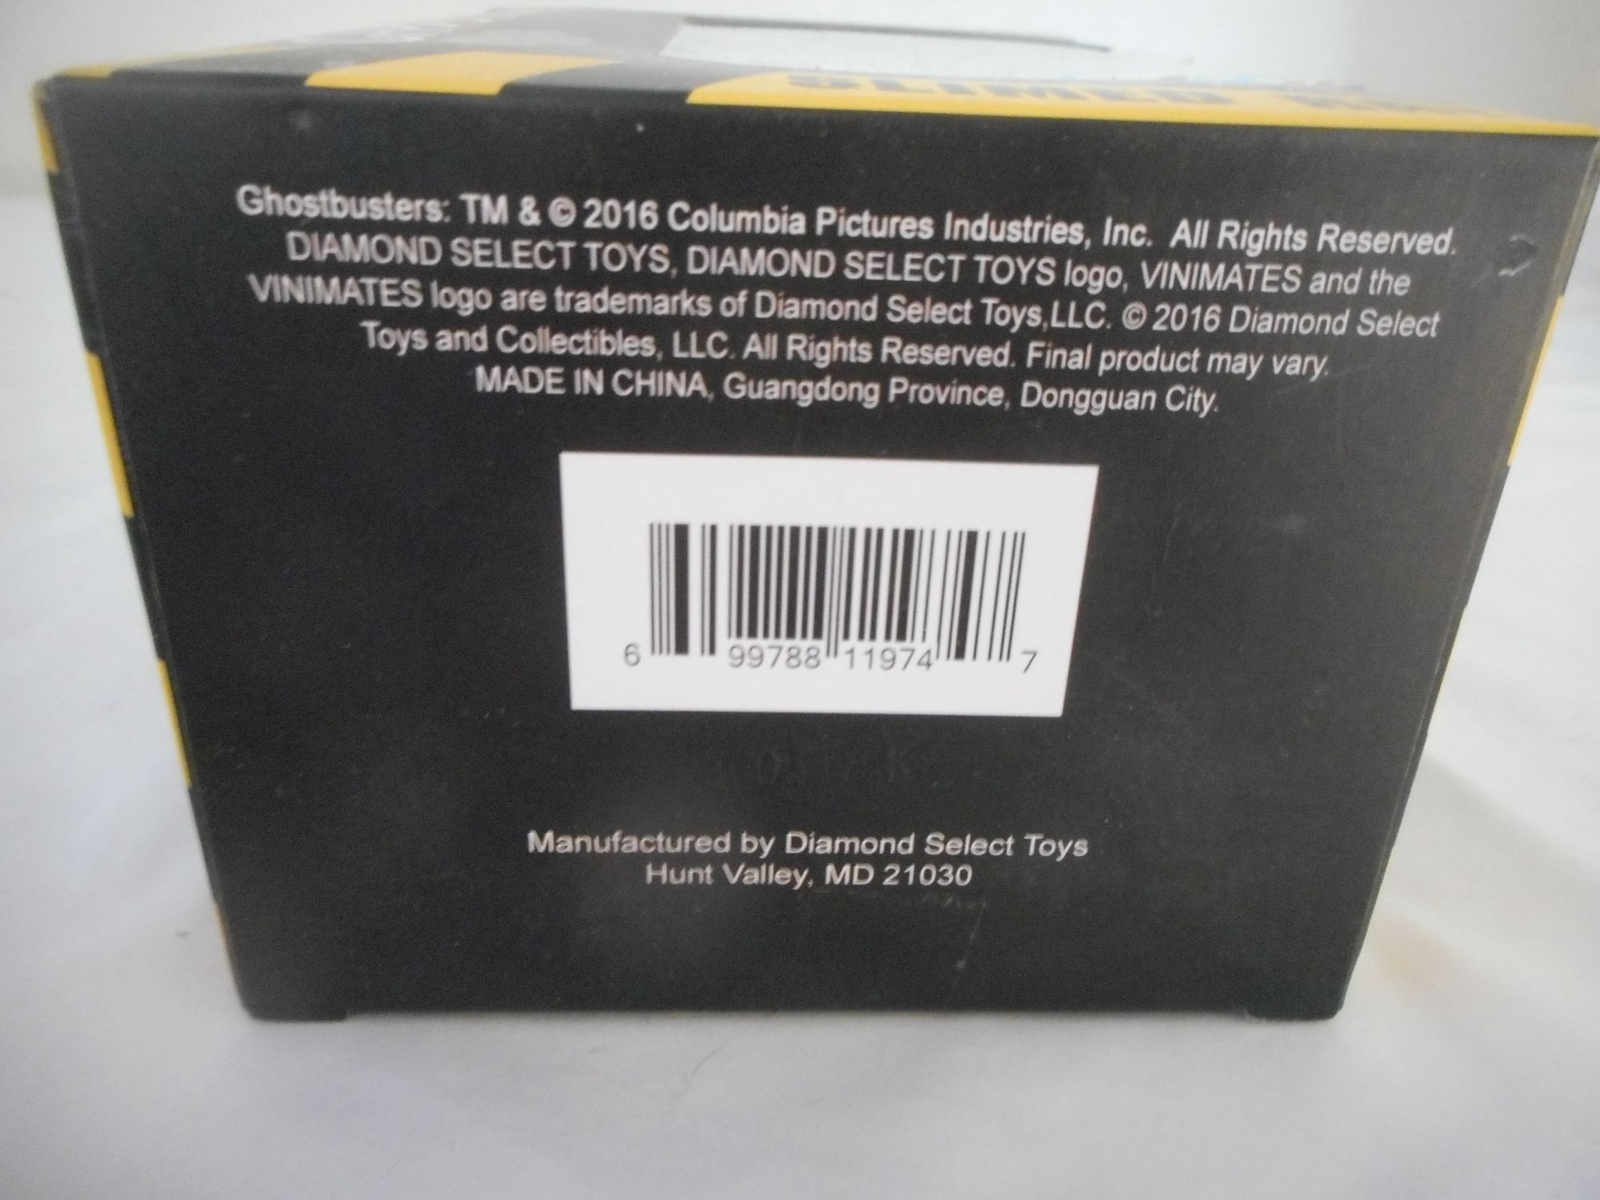 SLIMED
Ghostbusters: TM & © 2016 Columbia Pictures Industries, Inc. All Rights Reserved.
DIAMOND SELECT TOYS, DIAMOND SELECT TOYS logo, VINIMATES and the
VINIMATES logo are trademarks of Diamond Select Toys,LLC. © 2016 Diamond Select
Toys and Collectibles, LLC. All Rights Reserved. Final product may vary.
MADE IN CHINA, Guangdong Province, Dongguan City.
6 99788 11974 7
Manufactured by Diamond Select Toys
Hunt Valley, MD 21030